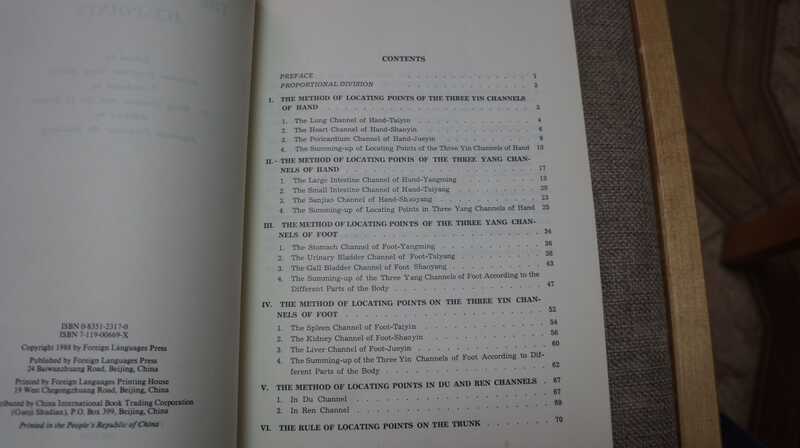 THE
ACU-POINTS
ISBN 0-8351-2317-0
ISBN 7-119-00669-X
Copyright 1988 by Foreign Languages Press
Published by Foreign Languages Press
24 Baiwanzhuang Road, Beijing, China
Printed by Foreign Languages Printing House
19 West Chegongzhuang Road, Beijing, China
tributed by China International Book Trading Corporation
(Guoji Shudian), P.O. Box 399, Beijing, China
Printed in the People's Republic of China
CONTENTS
PREFACE . . . . . . . . . . . 1
PROPORTIONAL DIVISION . . . . . . . . . . . 2
I. THE METHOD OF LOCATING POINTS OF THE THREE YIN CHANNELS
OF HAND . . . . . . . . . . . 3
1. The Lung Channel of Hand-Taiyin . . . . . . . . . 4
2. The Heart Channel of Hand-Shaoyin . . . . . . . . . 6
3. The Pericardium Channel of Hand-Jueyin . . . . . . . . 8
4. The Summing-up of Locating Points of the Three Yin Channels of Hand 10
II. THE METHOD OF LOCATING POINTS OF THE THREE YANG CHAN-
NELS OF HAND . . . . . . . . . . . 17
1. The Large Intestine Channel of Hand-Yangming . . . . . . . 18
2. The Small Intestine Channel of Hand-Taiyang . . . . . . . 20
3. The Sanjiao Channel of Hand-Shaoyang . . . . . . . . 23
4. The Summing-up of Locating Points in Three Yang Channels of Hand 25
III. THE METHOD OF LOCATING POINTS OF THE THREE YANG CHAN-
NELS OF FOOT . . . . . . . . . . . 34
1. The Stomach Channel of Foot-Yangming . . . . . . . . 36
2. The Urinary Bladder Channel of Foot-Taiyang . . . . . . . 38
3. The Gall Bladder Channel of Foot Shaoyang . . . . . . . 43
4. The Summing-up of the Three Yang Channels of Foot According to the
Different Parts of the Body . . . . . . . . . . 47
IV. THE METHOD OF LOCATING POINTS ON THE THREE YIN CHAN-
NELS OF FOOT . . . . . . . . . . . 52
1. The Spleen Channel of Foot-Taiyin . . . . . . . . . 54
2. The Kidney Channel of Foot-Shaoyin . . . . . . . . . 56
3. The Liver Channel of Foot-Jueyin . . . . . . . . . 60
4. The Summing-up of the Three Yin Channels of Foot According to Dif-
ferent Parts of the Body . . . . . . . . . . 62
V. THE METHOD OF LOCATING POINTS IN DU AND REN CHANNELS . 67
1. In Du Channel . . . . . . . . . . . 67
2. In Ren Channel . . . . . . . . . . . 69
VI. THE RULE OF LOCATING POINTS ON THE TRUNK . . . . . . 70